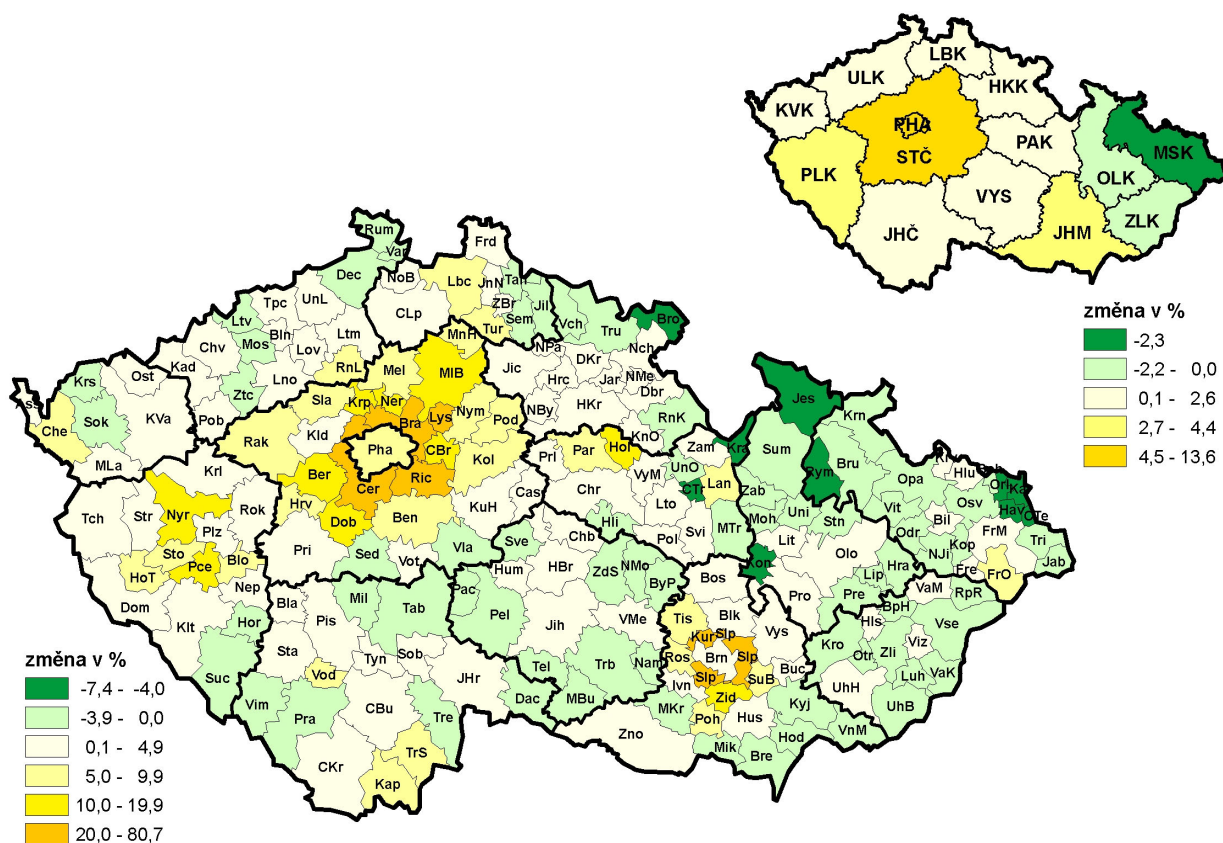 LBK
ULK
HKK
KVK
PHA
PAK
MSK
STČ
OLK
PLK
VYS
ZLK
JHM
JHČ
změna v %
-2,3
-2,2 - 0,0
0,1 - 2,6
2,7 - 4,4
4,5 - 13,6
Rum
Var
Frd
Dec
NoB
Lbc
JnN
Tan
Tpc
UnL
ZBr
Jil
CLp
Sem
Vch
Bro
Ltv
Bln
Ltm
Tur
Tru
Mos
MnH
Chv
Lov
NPa
Nch
Kad
RnL
Mel
MlB
Jic
DKr
Krs
Ost
Lno
Hrc
Jar
NMe
Ztc
Sla
Krp
Ner
Dbr
Ass
Sok
KVa
Pob
Bra
Lys
Nym
Pod
NBy
HKr
RnK
Che
Rak
Kld
Pha
CBr
KnO
MLa
Kol
Prl
Par
Hol
Zam
Kra
Jes
Krl
Ber
Cer
Ric
VyM
UnO
Sum
Krn
Tch
Str
Nyr
Rok
Hrv
Ben
KuH
Cas
Chr
CTr
Lan
Rym
Bru
Hlu
Plz
Dob
Lto
Zab
Opa
Orl
Sto
Pri
Hli
MTr
Moh
Uni
Vit
Osv
Hav
HoT
Pce
Blo
Sed
Vot
Vla
Sve
Chb
Pol
Svi
Stn
Bil
FrM
Nep
Hum
HBr
ZdS
NMo
Kon
Lit
Olo
Odr
Kop
Tri
Dom
Bla
Mil
Tab
Pac
ByP
Bos
Hra
NJi
Fre
Jab
Klt
Hor
Pis
Pel
Lip
FrO
Sta
Jih
VMe
Tis
Blk
Pro
Pre
VaM
RpR
Suc
Tyn
Sob
Kur
Slp
Vys
BpH
Hls
Vse
Vod
JHr
Tel
Trb
Nam
Ros
Brn
Slp
Buc
Kro
Otr
Zli
Viz
Vim
Pra
CBu
Tre
Dac
MBu
Ivn
Slp
SuB
Luh
VaK
Zid
UhH
MKr
Poh
Hus
Kyj
UhB
Zno
CKr
TrS
Kap
Mik
Bre
Hod
VnM
změna v %
-7,4 - -4,0
-3,9 - 0,0
0,1 - 4,9
5,0 - 9,9
10,0 - 19,9
20,0 - 80,7